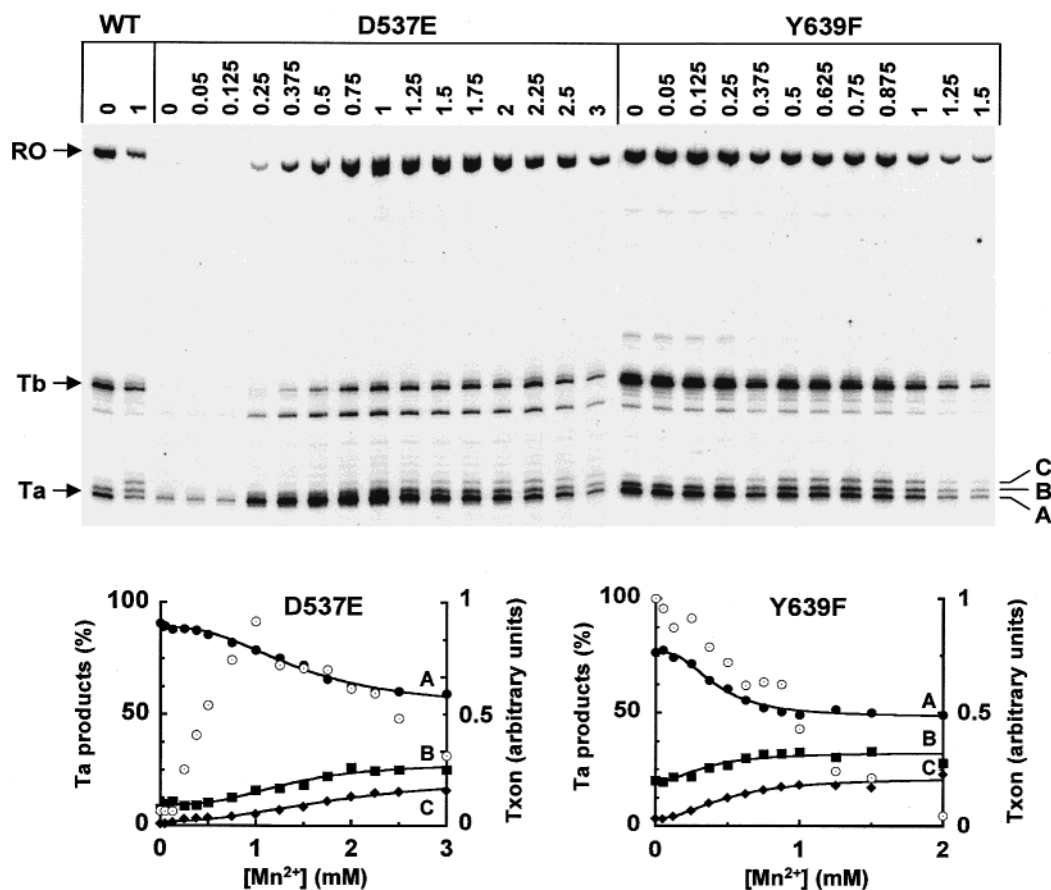 WT D537E Y639F
0 1 0 0.05 0.125 0.25 0.375 0.5 0.75 1 1.25 1.5 1.75 2 2.25 2.5 3 0 0.05 0.125 0.25 0.375 0.5 0.625 0.75 0.875 1 1.25 1.5
RO
Tb
Ta
C
B
A
D537E
Ta products (%)
100
50
0
A
B
C
1
0.5
0
Txon (arbitrary units)
0 1 2 3
[Mn2+] (mM)
Y639F
Ta products (%)
100
50
0
A
B
C
1
0.5
0
Txon (arbitrary units)
0 1 2
[Mn2+] (mM)